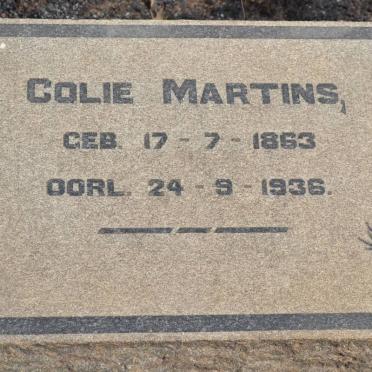 COLIE MARTINS,
GEB. 17 - 7 - 1863
OORL. 24 - 9 - 1936.